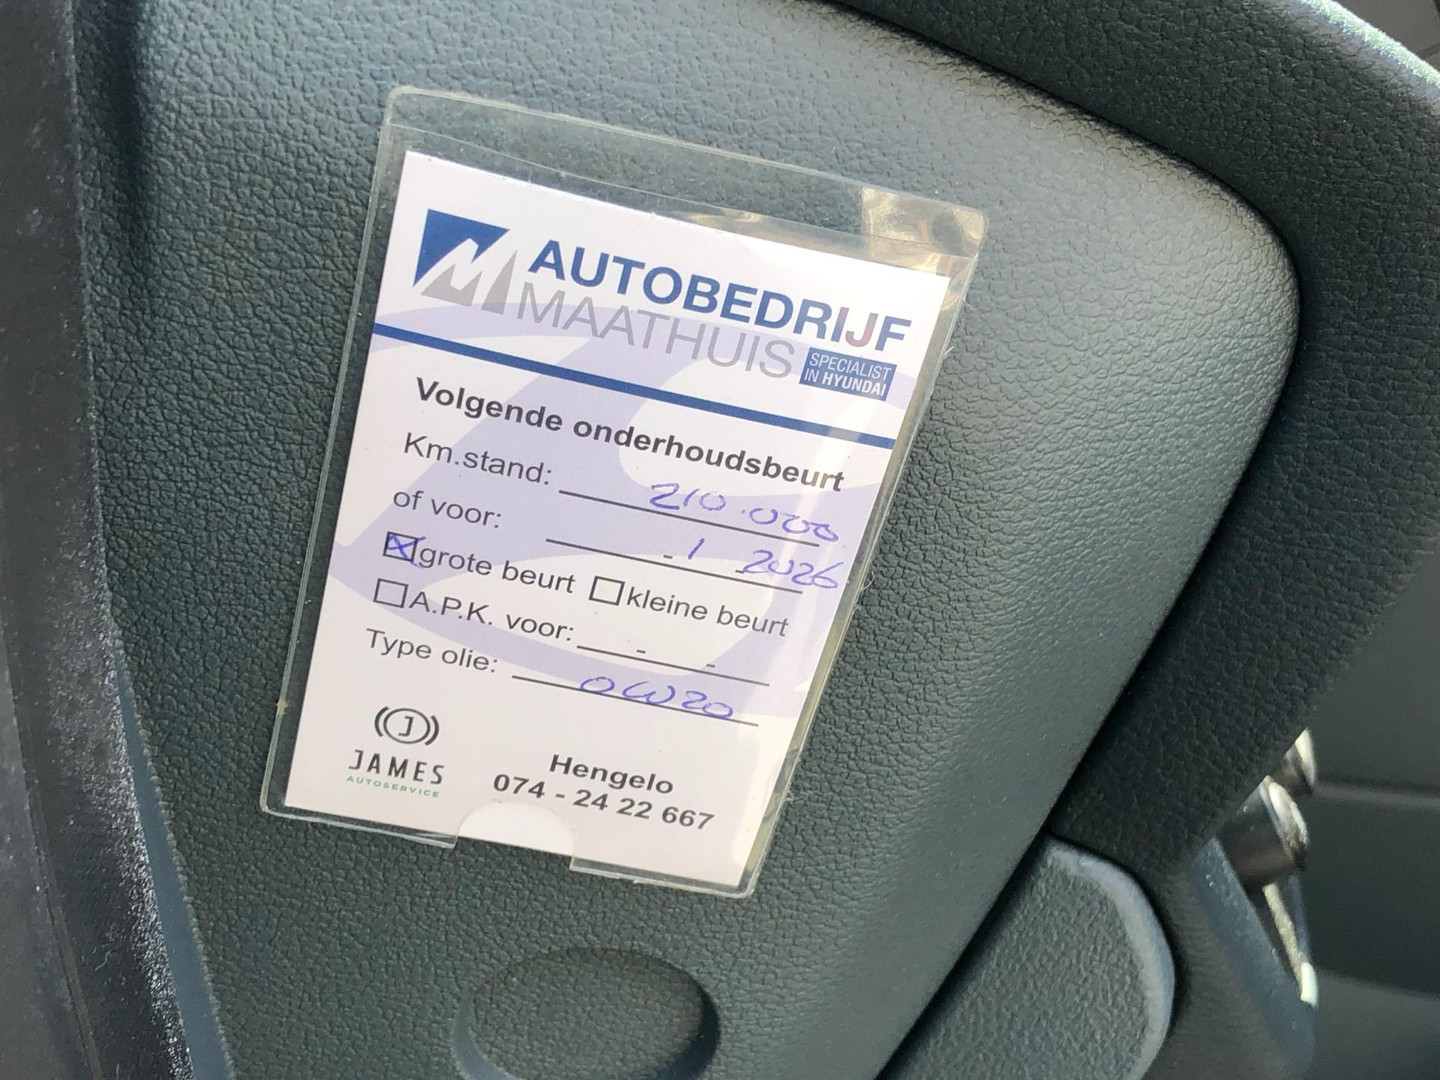 AUTOBEDRIJF
MAATHUIS
SPECIALIST
IN HYUNDAI
Volgende onderhoudsbeurt
Km.stand: 210.000
of voor: - 1 - 2026
☒ grote beurt ☐ kleine beurt
☐ A.P.K. voor: - -
Type olie: 0W20
J
JAMES
AUTOSERVICE
Hengelo
074 - 24 22 667